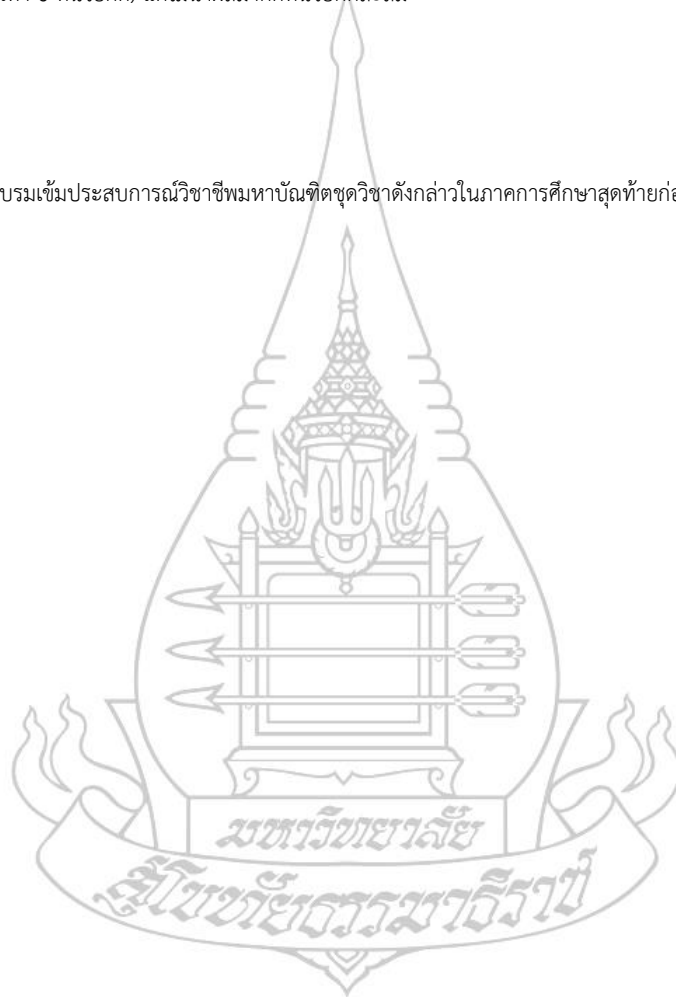 บรมเข้มประสบการณ์วิชาชีพมหาบัณฑิตชุดวิชาดังกล่าวในภาคการศึกษาสุดท้ายก่อ
มหาวิทยาลัย
สุโขทัยธรรมาธิราช